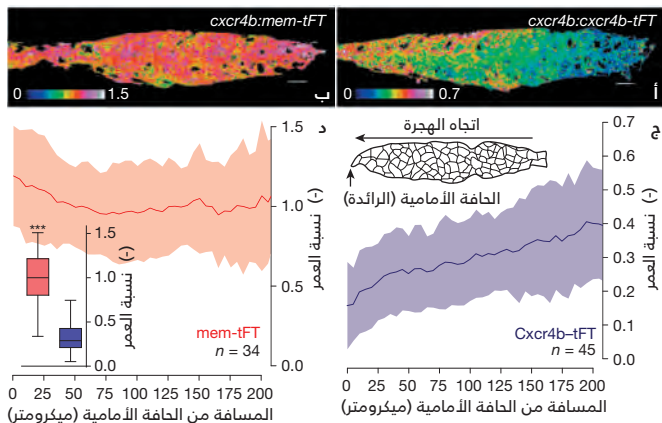 cxcr4b:cxcr4b-tFT
0 0.7
أ
cxcr4b:mem-tFT
0 1.5
ب
ج
اتجاه الهجرة
الحافة الأمامية (الرائدة)
نسبة العمر (-)
0.7
0.6
0.5
0.4
0.3
0.2
0.1
0.0
Cxcr4b–tFT
n = 45
0 25 50 75 100 125 150 175 200
المسافة من الحافة الأمامية (ميكرومتر)
د
نسبة العمر (-)
1.5
1.0
0.5
0.0
***
نسبة العمر (-)
1.5
1.0
0.5
0.0
mem-tFT
n = 34
0 25 50 75 100 125 150 175 200
المسافة من الحافة الأمامية (ميكرومتر)